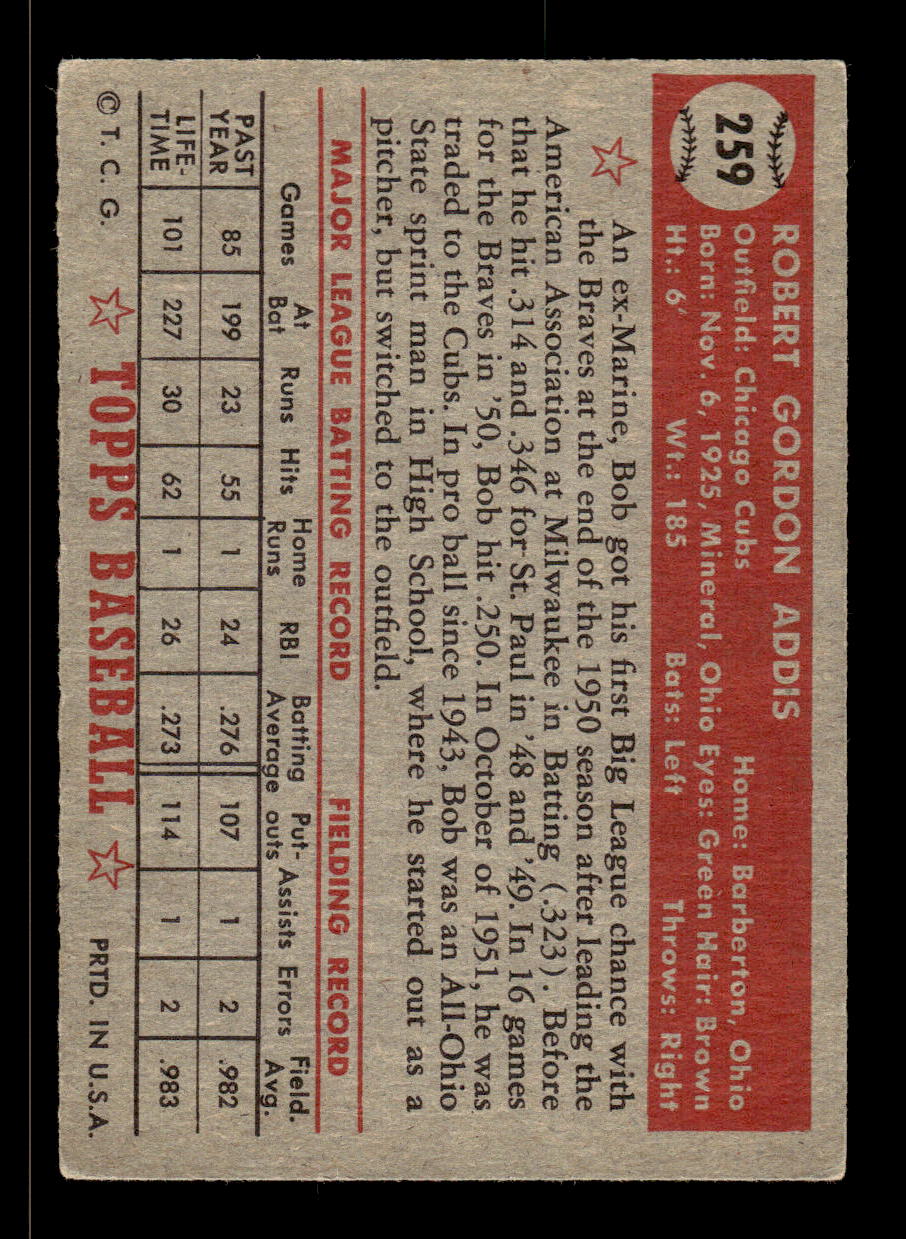 259
ROBERT GORDON ADDIS
Outfield: Chicago Cubs Home: Barberton, Ohio
Born: Nov. 6, 1925, Mineral, Ohio Eyes: Green Hair: Brown
Ht.: 6' Wt.: 185 Bats: Left Throws: Right
An ex-Marine, Bob got his first Big League chance with
the Braves at the end of the 1950 season after leading the
American Association at Milwaukee in Batting (.323). Before
that he hit .314 and .346 for St. Paul in '48 and '49. In 16 games
for the Braves in '50, Bob hit .250. In October of 1951, he was
traded to the Cubs. In pro ball since 1943, Bob was an All-Ohio
State sprint man in High School, where he started out as a
pitcher, but switched to the outfield.
MAJOR LEAGUE BATTING RECORD FIELDING RECORD
Games At Bat Runs Hits Home Runs RBI Batting Average Put-outs Assists Errors Field. Avg.
PAST YEAR 85 199 23 55 1 24 .276 107 1 2 .982
LIFE-TIME 101 227 30 62 1 26 .273 114 1 2 .983
© T. C. G. TOPPS BASEBALL PRTD. IN U.S.A.